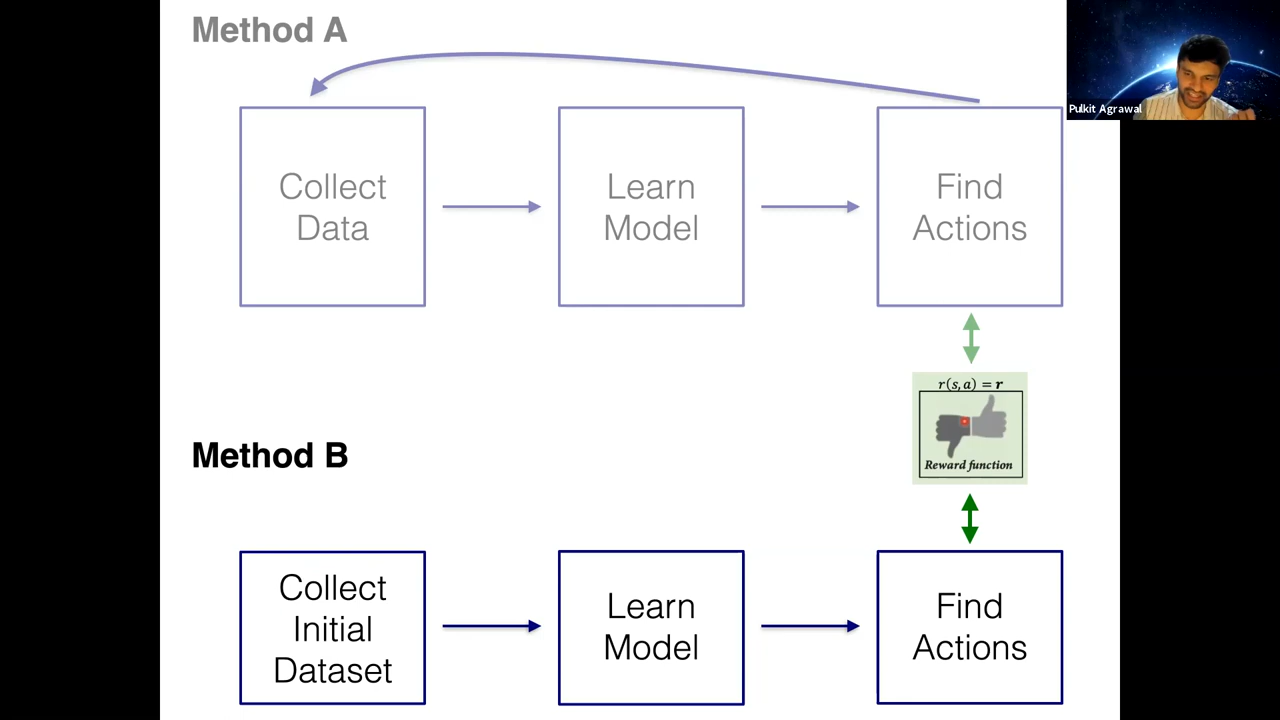 Method A
Pulkit Agrawal
Collect
Data
Learn
Model
Find
Actions
r(s,a) = r
Reward function
Method B
Collect
Initial
Dataset
Learn
Model
Find
Actions